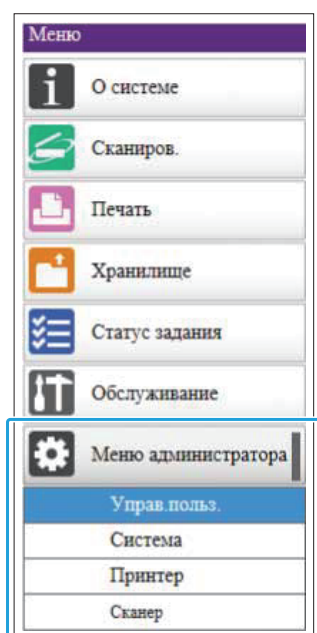 Меню
О системе
Сканиров.
Печать
Хранилище
Статус задания
Обслуживание
Меню администратора
Управ.польз.
Система
Принтер
Сканер